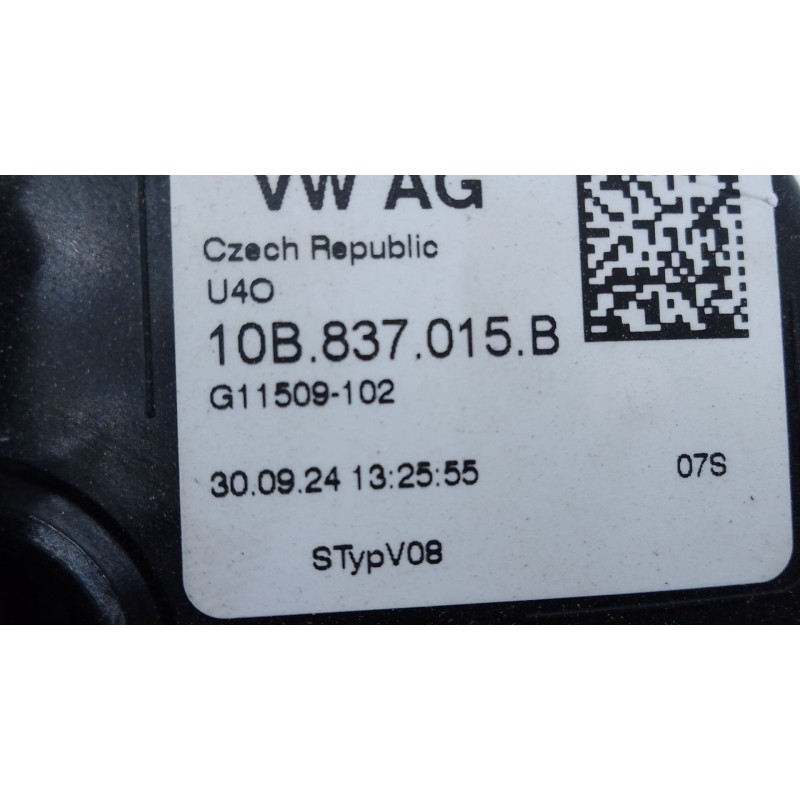 VW AG
Czech Republic
U4O
10B.837.015.B
G11509-102
30.09.24 13:25:55
07S
STypV08